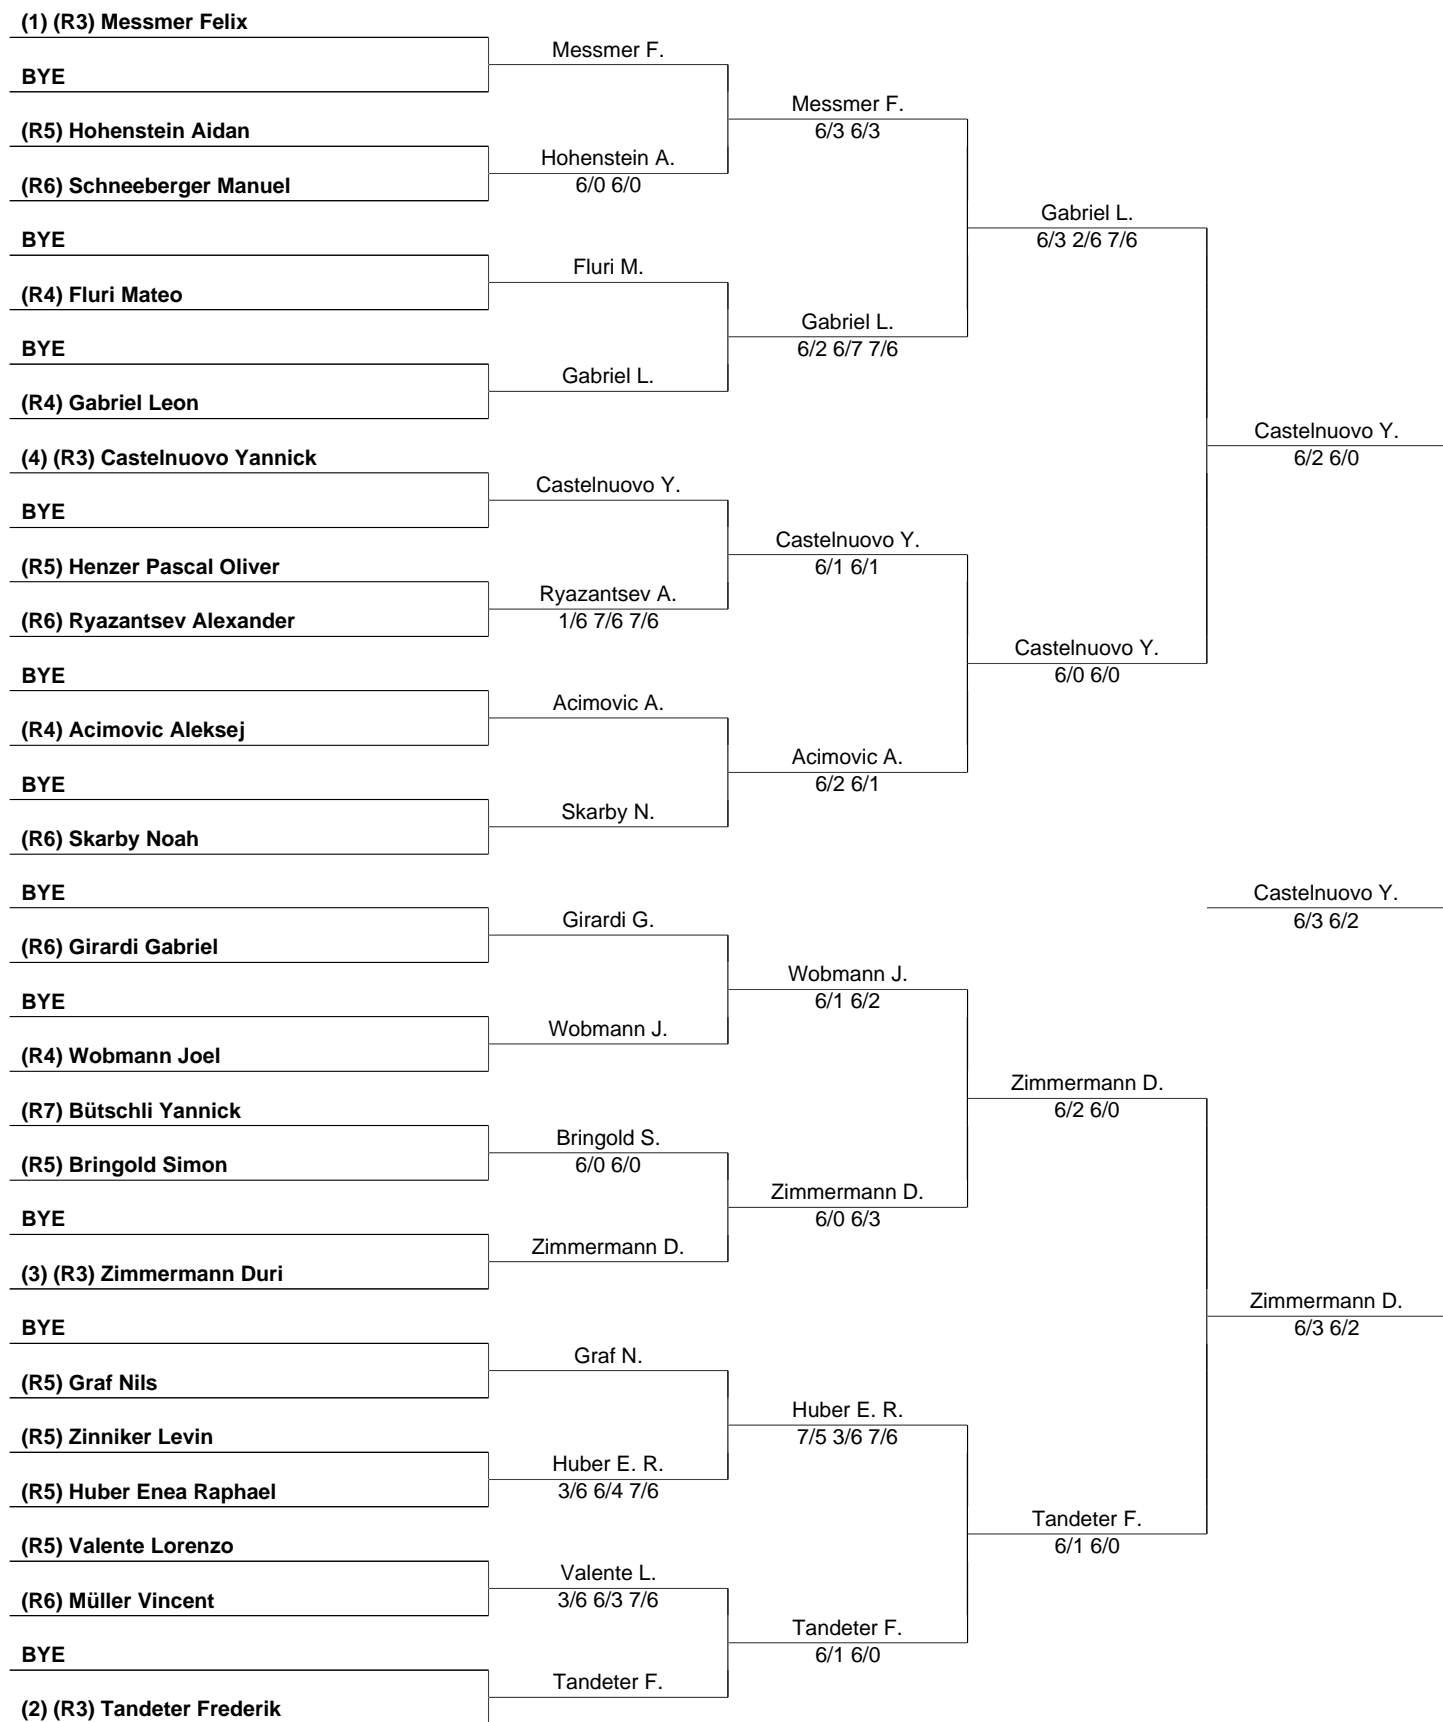 (1) (R3) Messmer Felix
BYE
(R5) Hohenstein Aidan
(R6) Schneeberger Manuel
BYE
(R4) Fluri Mateo
BYE
(R4) Gabriel Leon
(4) (R3) Castelnuovo Yannick
BYE
(R5) Henzer Pascal Oliver
(R6) Ryazantsev Alexander
BYE
(R4) Acimovic Aleksej
BYE
(R6) Skarby Noah
BYE
(R6) Girardi Gabriel
BYE
(R4) Wobmann Joel
(R7) Bütschli Yannick
(R5) Bringold Simon
BYE
(3) (R3) Zimmermann Duri
BYE
(R5) Graf Nils
(R5) Zinniker Levin
(R5) Huber Enea Raphael
(R5) Valente Lorenzo
(R6) Müller Vincent
BYE
(2) (R3) Tandeter Frederik
Messmer F.
Hohenstein A.
6/0 6/0
Fluri M.
Gabriel L.
Castelnuovo Y.
Ryazantsev A.
1/6 7/6 7/6
Acimovic A.
Skarby N.
Girardi G.
Wobmann J.
Bringold S.
6/0 6/0
Zimmermann D.
Graf N.
Huber E. R.
3/6 6/4 7/6
Valente L.
3/6 6/3 7/6
Tandeter F.
Messmer F.
6/3 6/3
Gabriel L.
6/2 6/7 7/6
Castelnuovo Y.
6/1 6/1
Acimovic A.
6/2 6/1
Wobmann J.
6/1 6/2
Zimmermann D.
6/0 6/3
Huber E. R.
7/5 3/6 7/6
Tandeter F.
6/1 6/0
Gabriel L.
6/3 2/6 7/6
Castelnuovo Y.
6/0 6/0
Zimmermann D.
6/2 6/0
Tandeter F.
6/1 6/0
Castelnuovo Y.
6/2 6/0
Castelnuovo Y.
6/3 6/2
Zimmermann D.
6/3 6/2